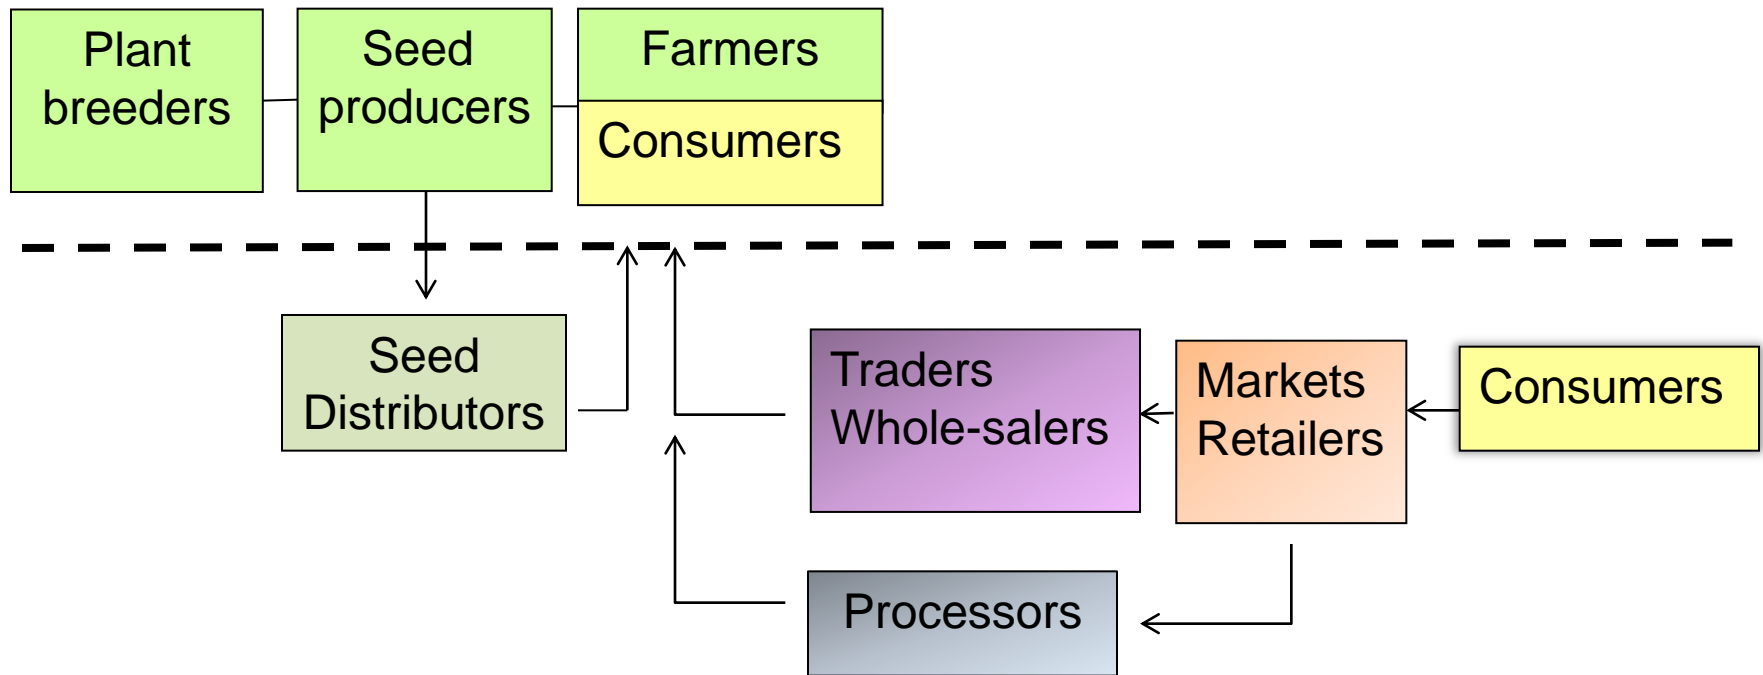 Plant
breeders
Seed
producers
Farmers
Consumers
Seed
Distributors
Traders
Whole-salers
Markets
Retailers
Consumers
Processors